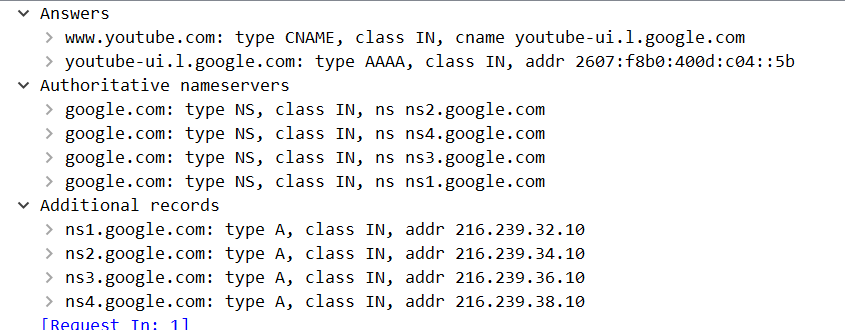 Answers
www.youtube.com: type CNAME, class IN, cname youtube-ui.l.google.com
youtube-ui.l.google.com: type AAAA, class IN, addr 2607:f8b0:400d:c04::5b
Authoritative nameservers
google.com: type NS, class IN, ns ns2.google.com
google.com: type NS, class IN, ns ns4.google.com
google.com: type NS, class IN, ns ns3.google.com
google.com: type NS, class IN, ns ns1.google.com
Additional records
ns1.google.com: type A, class IN, addr 216.239.32.10
ns2.google.com: type A, class IN, addr 216.239.34.10
ns3.google.com: type A, class IN, addr 216.239.36.10
ns4.google.com: type A, class IN, addr 216.239.38.10
[Request In: 1]